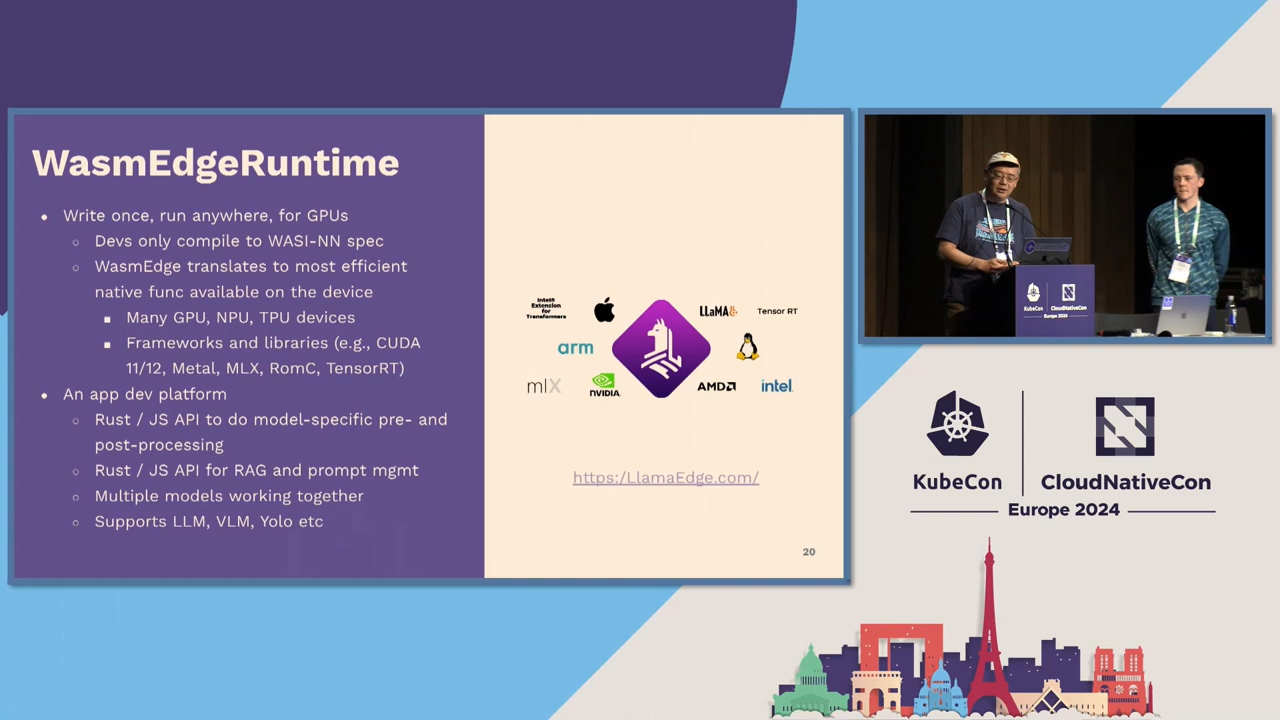 WasmEdgeRuntime
• Write once, run anywhere, for GPUs
○ Devs only compile to WASI-NN spec
○ WasmEdge translates to most efficient
native func available on the device
■ Many GPU, NPU, TPU devices
■ Frameworks and libraries (e.g., CUDA
11/12, Metal, MLX, RomC, TensorRT)
• An app dev platform
○ Rust / JS API to do model-specific pre- and
post-processing
○ Rust / JS API for RAG and prompt mgmt
○ Multiple models working together
○ Supports LLM, VLM, Yolo etc
Intel®
Extension for
Transformers
LLaMA
Tensor RT
arm
mlX
NVIDIA
AMD
intel
https:/LlamaEdge.com/
20
KubeCon
CloudNativeCon
Europe 2024
KubeCon
CloudNativeCon
Europe 2024